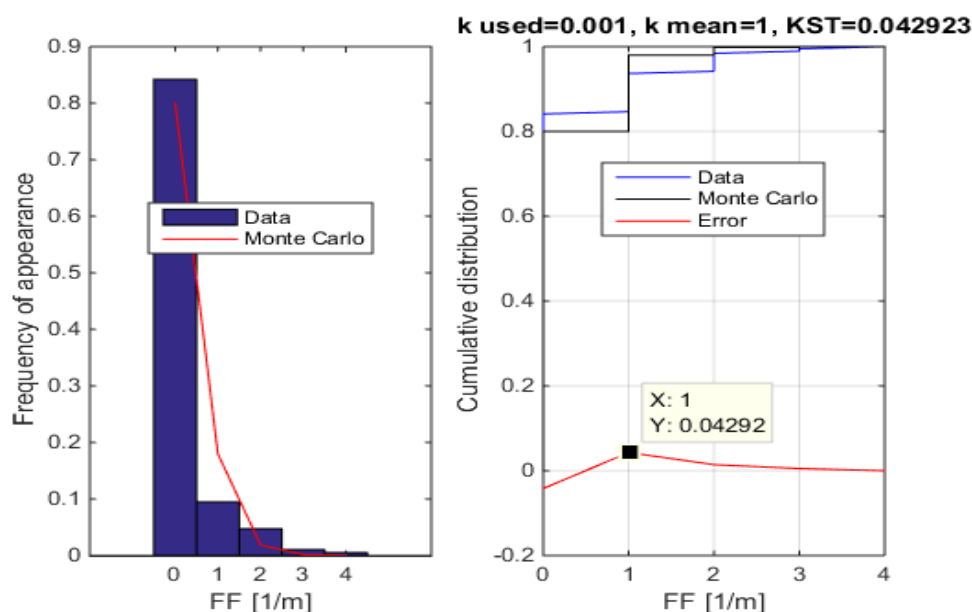 k used=0.001, k mean=1, KST=0.042923
Frequency of appearance
0.9
0.8
0.7
0.6
0.5
0.4
0.3
0.2
0.1
0
Data
Monte Carlo
0 1 2 3 4
FF [1/m]
Cumulative distribution
1
0.8
0.6
0.4
0.2
0
-0.2
Data
Monte Carlo
Error
X: 1
Y: 0.04292
0 1 2 3 4
FF [1/m]